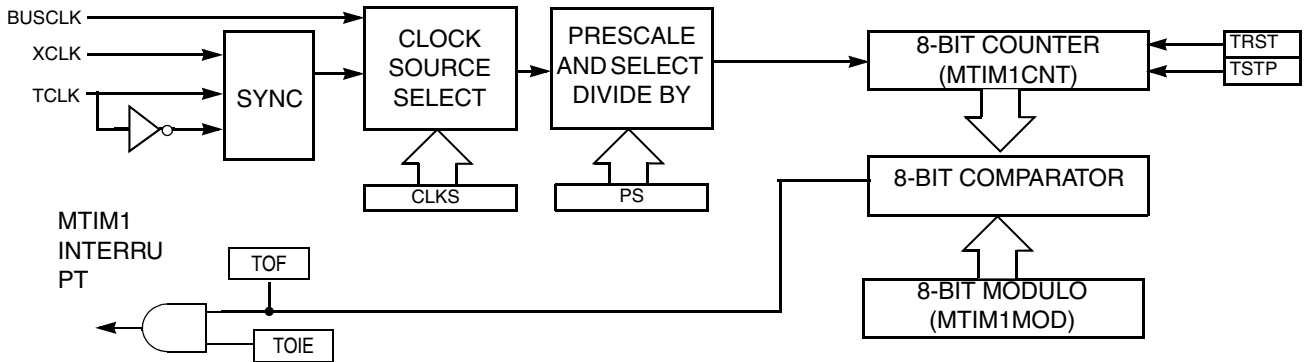 BUSCLK
XCLK
TCLK
SYNC
CLOCK
SOURCE
SELECT
CLKS
PRESCALE
AND SELECT
DIVIDE BY
PS
8-BIT COUNTER
(MTIM1CNT)
TRST
TSTP
8-BIT COMPARATOR
8-BIT MODULO
(MTIM1MOD)
MTIM1
INTERRU
PT
TOF
TOIE